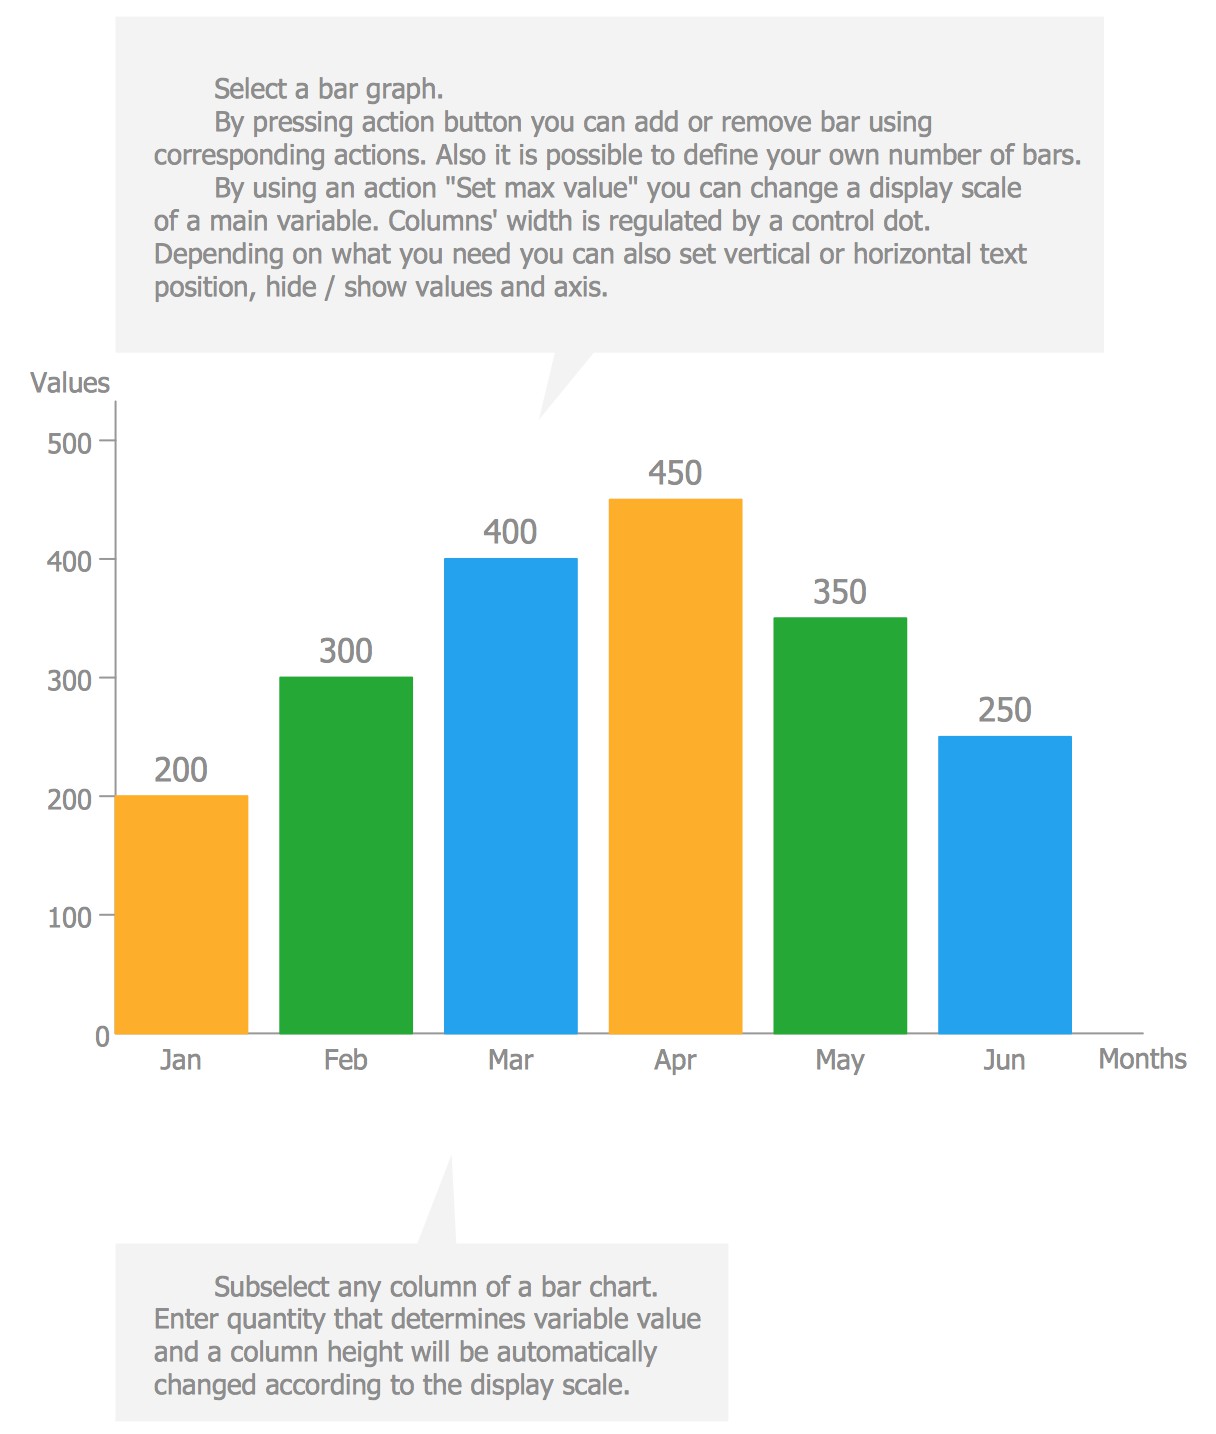 Select a bar graph.
By pressing action button you can add or remove bar using
corresponding actions. Also it is possible to define your own number of bars.
By using an action "Set max value" you can change a display scale
of a main variable. Columns' width is regulated by a control dot.
Depending on what you need you can also set vertical or horizontal text
position, hide / show values and axis.
Values
500
450
400
400
350
300
300
250
200
200
100
0
Jan Feb Mar Apr May Jun Months
Subselect any column of a bar chart.
Enter quantity that determines variable value
and a column height will be automatically
changed according to the display scale.